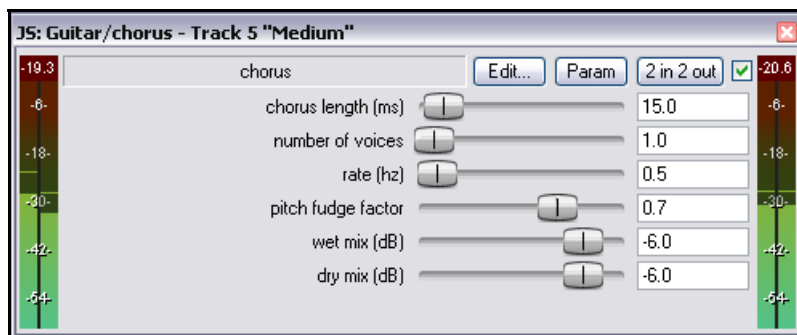 JS: Guitar/chorus - Track 5 "Medium"
-19.3 chorus Edit... Param 2 in 2 out -20.6
chorus length (ms) 15.0
number of voices 1.0
rate (hz) 0.5
pitch fudge factor 0.7
wet mix (dB) -6.0
dry mix (dB) -6.0
-6-
-18-
-30-
-42-
-54-
-6-
-18-
-30-
-42-
-54-